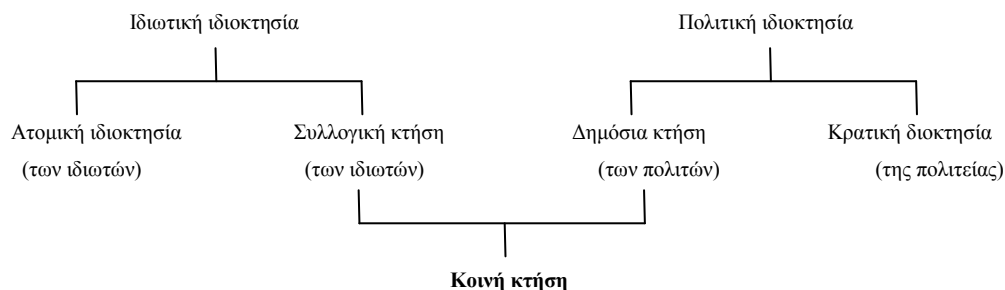 Ιδιωτική ιδιοκτησία Πολιτική ιδιοκτησία
Ατομική ιδιοκτησία Συλλογική κτήση Δημόσια κτήση Κρατική διοκτησία
(των ιδιωτών) (των ιδιωτών) (των πολιτών) (της πολιτείας)
Κοινή κτήση